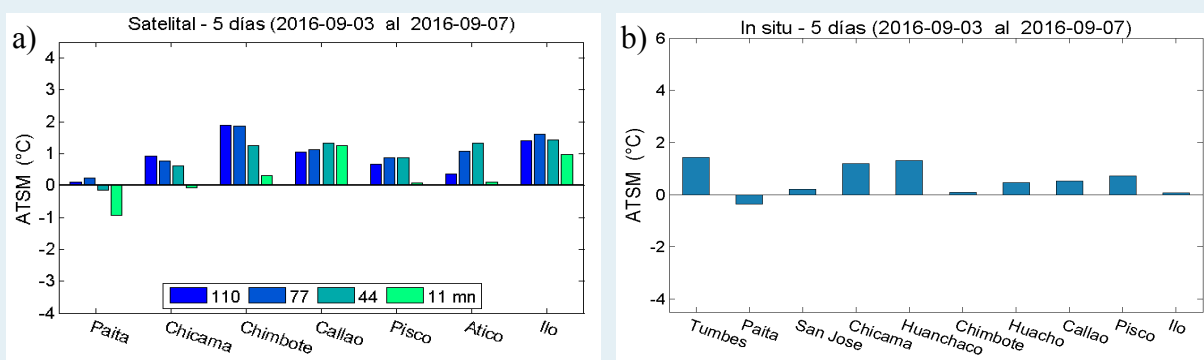 a)
Satelital - 5 días (2016-09-03 al 2016-09-07)
ATSM (°C)
4
3
2
1
0
-1
-2
-3
-4
110 77 44 11 mn
Paita Chicama Chimbote Callao Pisco Atico Ilo
b)
In situ - 5 días (2016-09-03 al 2016-09-07)
ATSM (°C)
6
4
2
0
-2
-4
Tumbes Paita San Jose Chicama Huanchaco Chimbote Huacho Callao Pisco Ilo